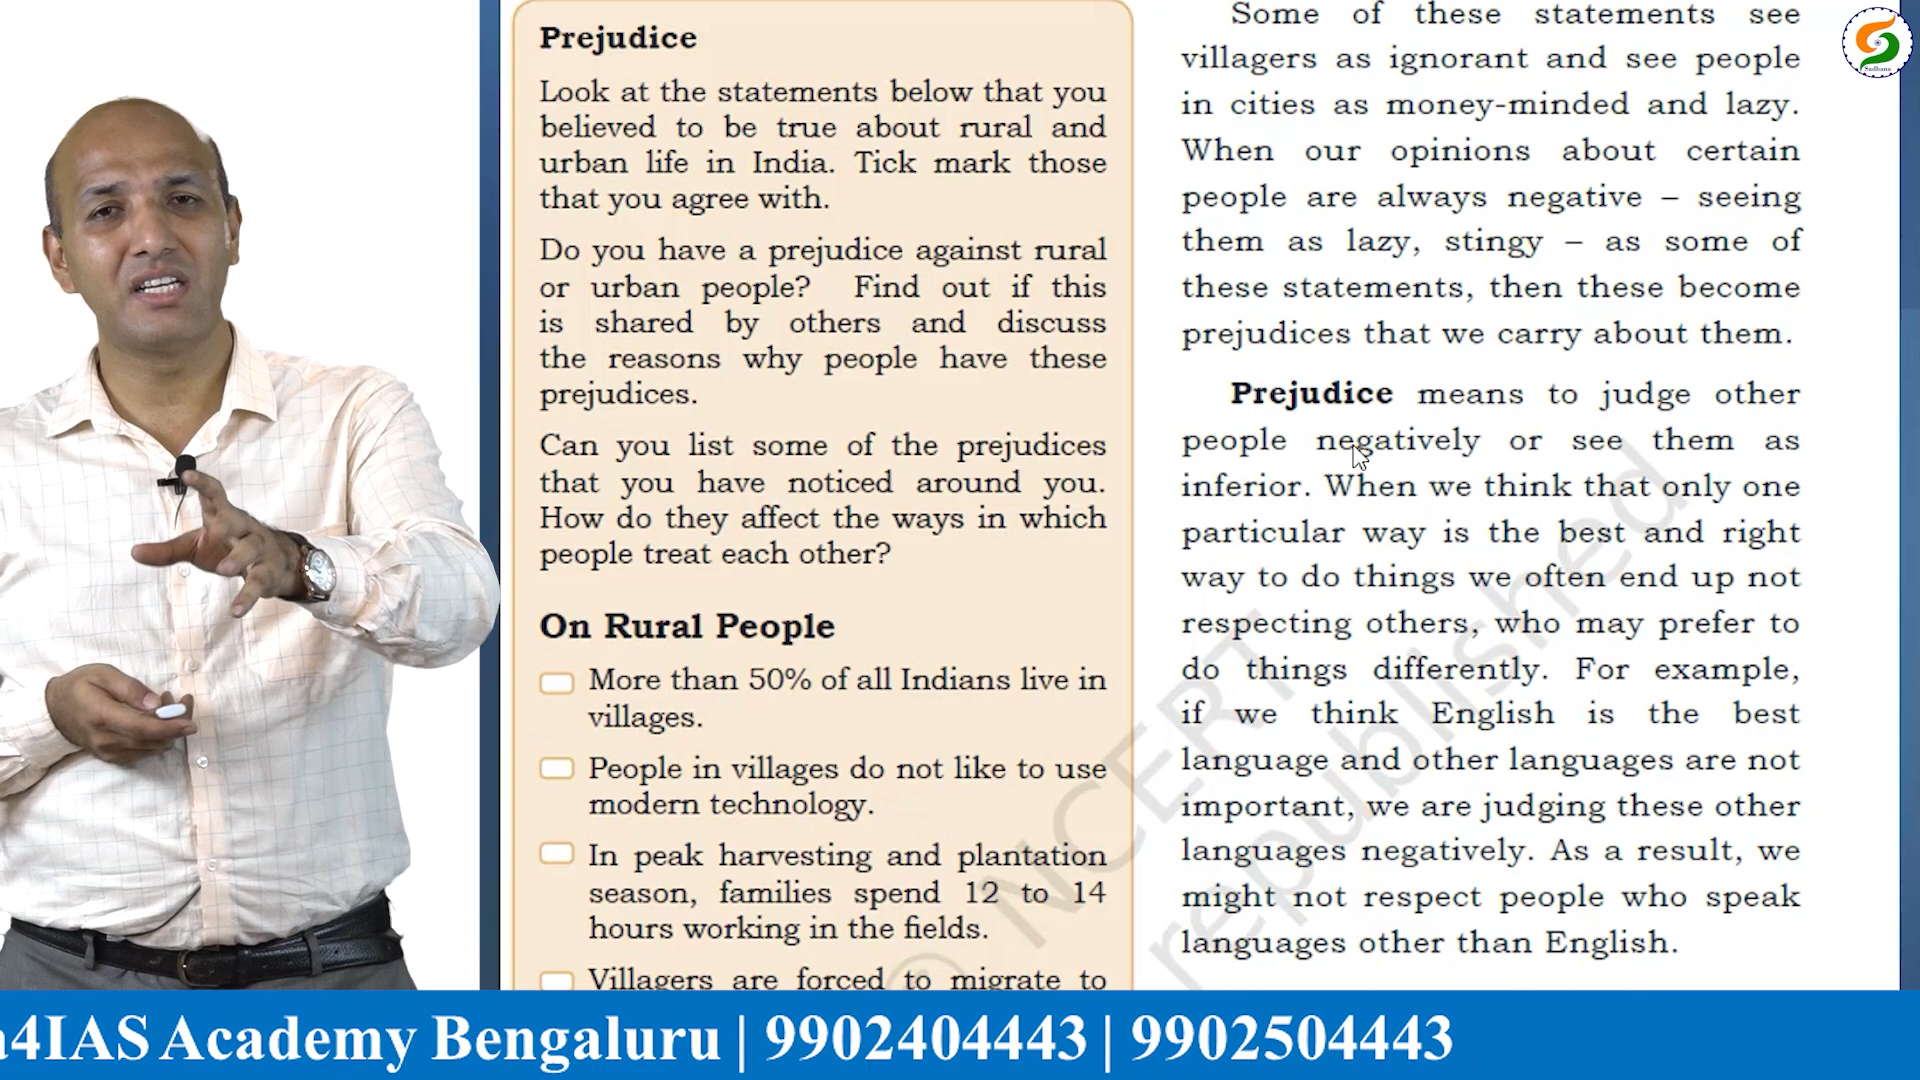 Prejudice
Look at the statements below that you
believed to be true about rural and
urban life in India. Tick mark those
that you agree with.
Do you have a prejudice against rural
or urban people? Find out if this
is shared by others and discuss
the reasons why people have these
prejudices.
Can you list some of the prejudices
that you have noticed around you.
How do they affect the ways in which
people treat each other?
On Rural People
More than 50% of all Indians live in
villages.
People in villages do not like to use
modern technology.
In peak harvesting and plantation
season, families spend 12 to 14
hours working in the fields.
Villagers are forced to migrate to
Some of these statements see
villagers as ignorant and see people
in cities as money-minded and lazy.
When our opinions about certain
people are always negative – seeing
them as lazy, stingy – as some of
these statements, then these become
prejudices that we carry about them.
Prejudice means to judge other
people negatively or see them as
inferior. When we think that only one
particular way is the best and right
way to do things we often end up not
respecting others, who may prefer to
do things differently. For example,
if we think English is the best
language and other languages are not
important, we are judging these other
languages negatively. As a result, we
might not respect people who speak
languages other than English.
© NCERT
republished
Sadhana
a4IAS Academy Bengaluru | 9902404443 | 9902504443